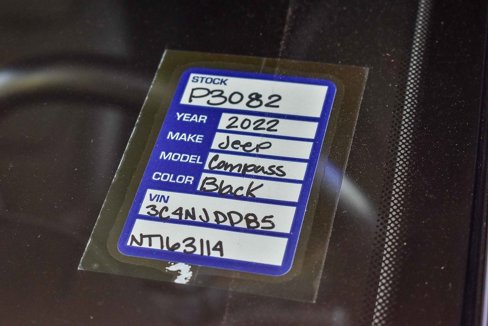 STOCK
P3082
YEAR 2022
MAKE Jeep
MODEL Compass
COLOR Black
VIN
3C4NJDDB5
NT163114